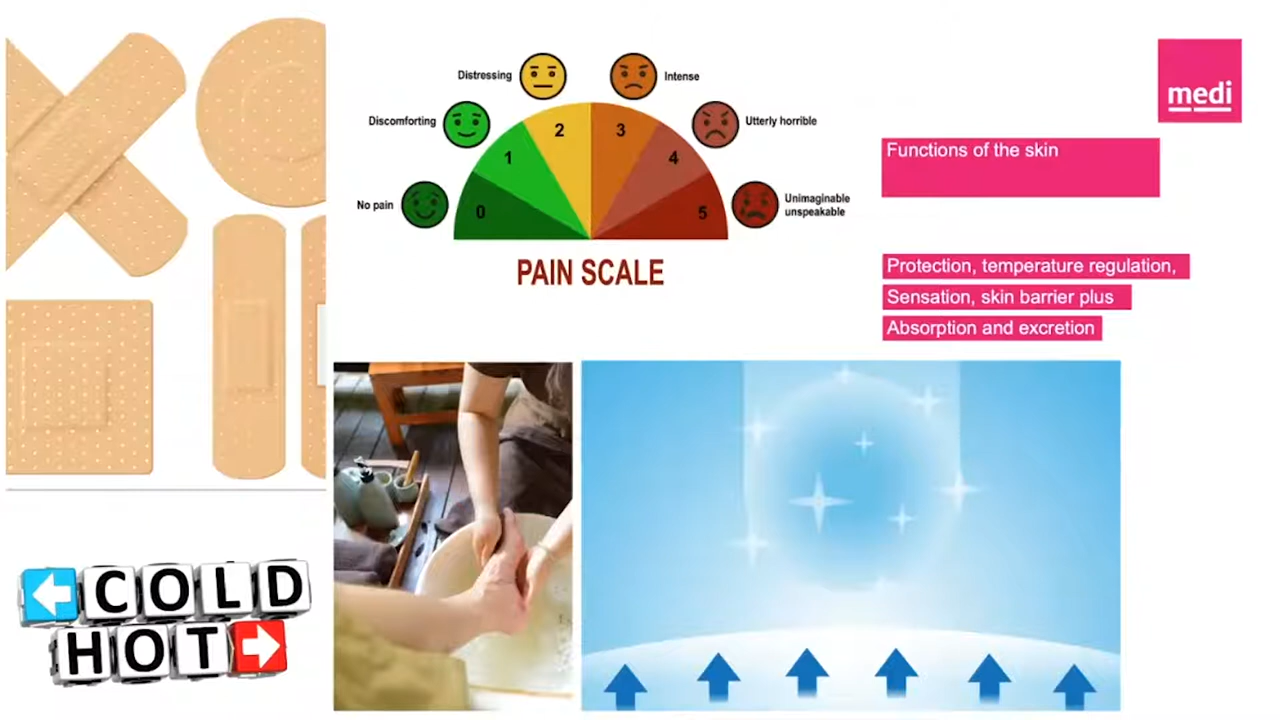 Distressing
Intense
Discomforting
Utterly horrible
No pain
Unimaginable
unspeakable
0
1
2
3
4
5
PAIN SCALE
medi
Functions of the skin
Protection, temperature regulation,
Sensation, skin barrier plus
Absorption and excretion
COLD
HOT